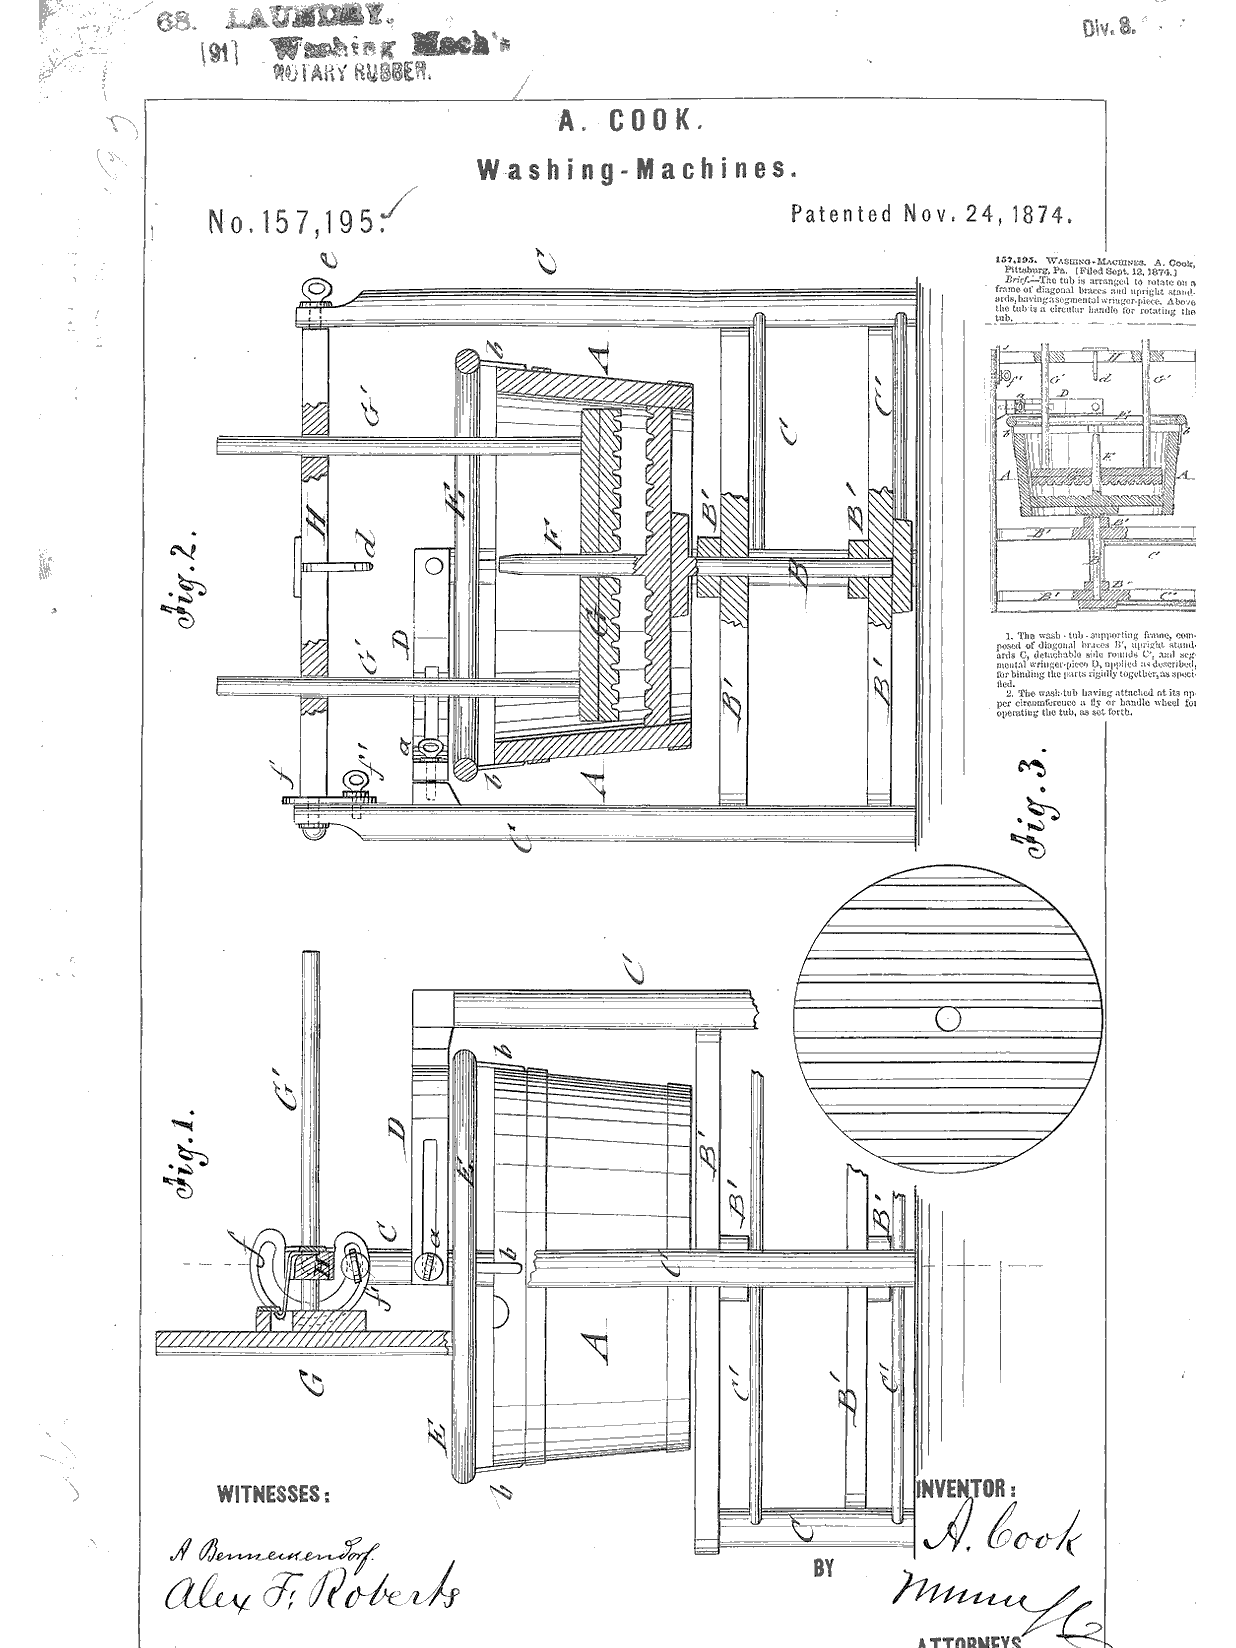 68. LAUNDRY.
[91] Washing Mach's
ROTARY RUBBER.
Div. 8.
A. COOK.
Washing-Machines.
No. 157,195.
Patented Nov. 24, 1874.
157,195. WASHING-MACHINES. A. Cook,
Pittsburg, Pa. [Filed Sept. 12, 1874.]
Brief.—The tub is arranged to rotate on a
frame of diagonal braces and upright stand-
ards, having a segmental wringer-piece. Above
the tub is a circular handle for rotating the
tub.
H
f'' G' d G'
a D
E
b b
F
A A
B' B'
B C
B' B' C'
1. The wash-tub-supporting frame, com-
posed of diagonal braces B', upright stand-
ards C, detachable side rounds C', and seg-
mental wringer-piece D, applied as described,
for binding the parts rigidly together, as speci-
fied.
2. The wash-tub having attached at its up-
per circumference a fly or handle wheel for
operating the tub, as set forth.
Fig. 2.
e C
b A
G' C' C'
H E F B' B'
d B
G' D G B' B'
f f'' a b A
C
Fig. 3.
Fig. 1.
C
G' D b B'
E B' B'
f C a b C
H f''
A C' B' C'
G E
b C
WITNESSES:
A Bennekendorf.
Alex F. Roberts
INVENTOR:
A. Cook
BY
ATTORNEYS